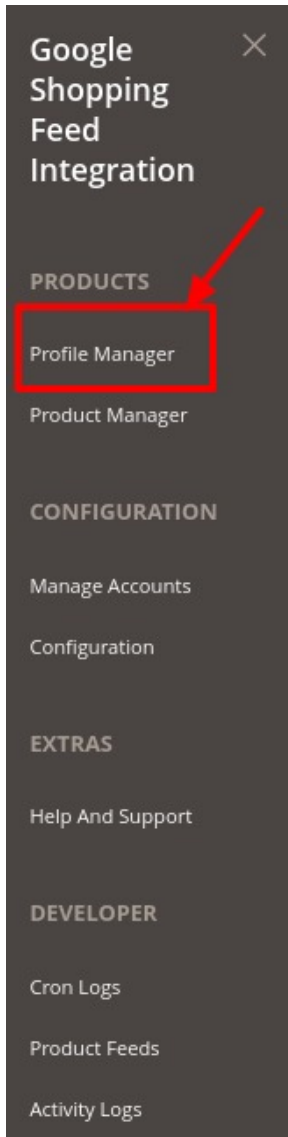 Google
Shopping
Feed
Integration
PRODUCTS
Profile Manager
Product Manager
CONFIGURATION
Manage Accounts
Configuration
EXTRAS
Help And Support
DEVELOPER
Cron Logs
Product Feeds
Activity Logs